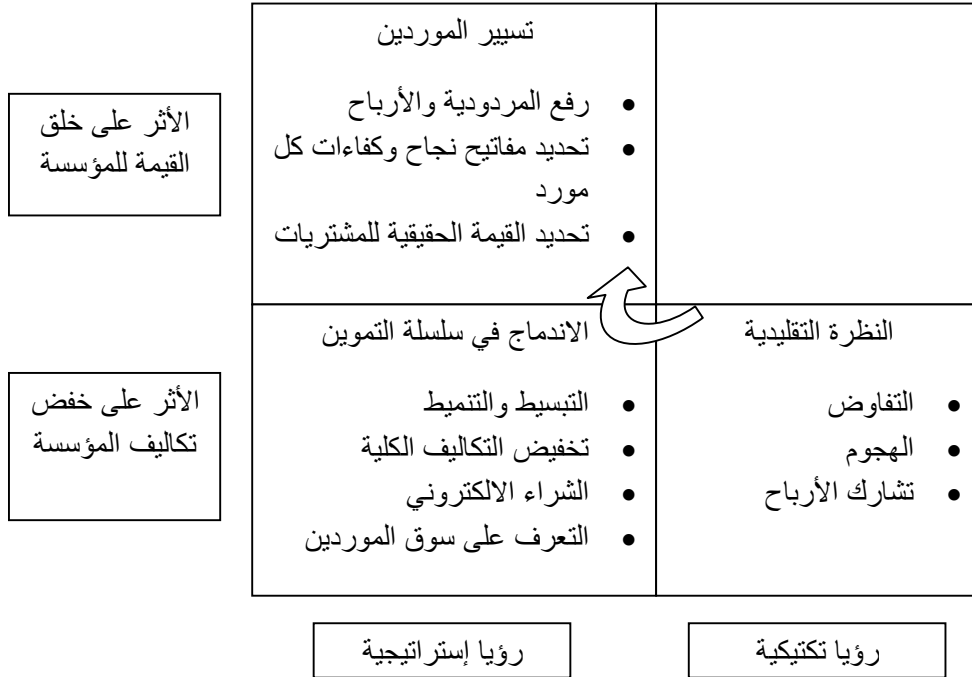 تسيير الموردين
• رفع المردودية والأرباح
• تحديد مفاتيح نجاح وكفاءات كل
مورد
• تحديد القيمة الحقيقية للمشتريات
الأثر على خلق
القيمة للمؤسسة
النظرة التقليدية
• التفاوض
• الهجوم
• تشارك الأرباح
الاندماج في سلسلة التموين
• التبسيط والتنميط
• تخفيض التكاليف الكلية
• الشراء الالكتروني
• التعرف على سوق الموردين
الأثر على خفض
تكاليف المؤسسة
رؤيا تكتيكية
رؤيا إستراتيجية